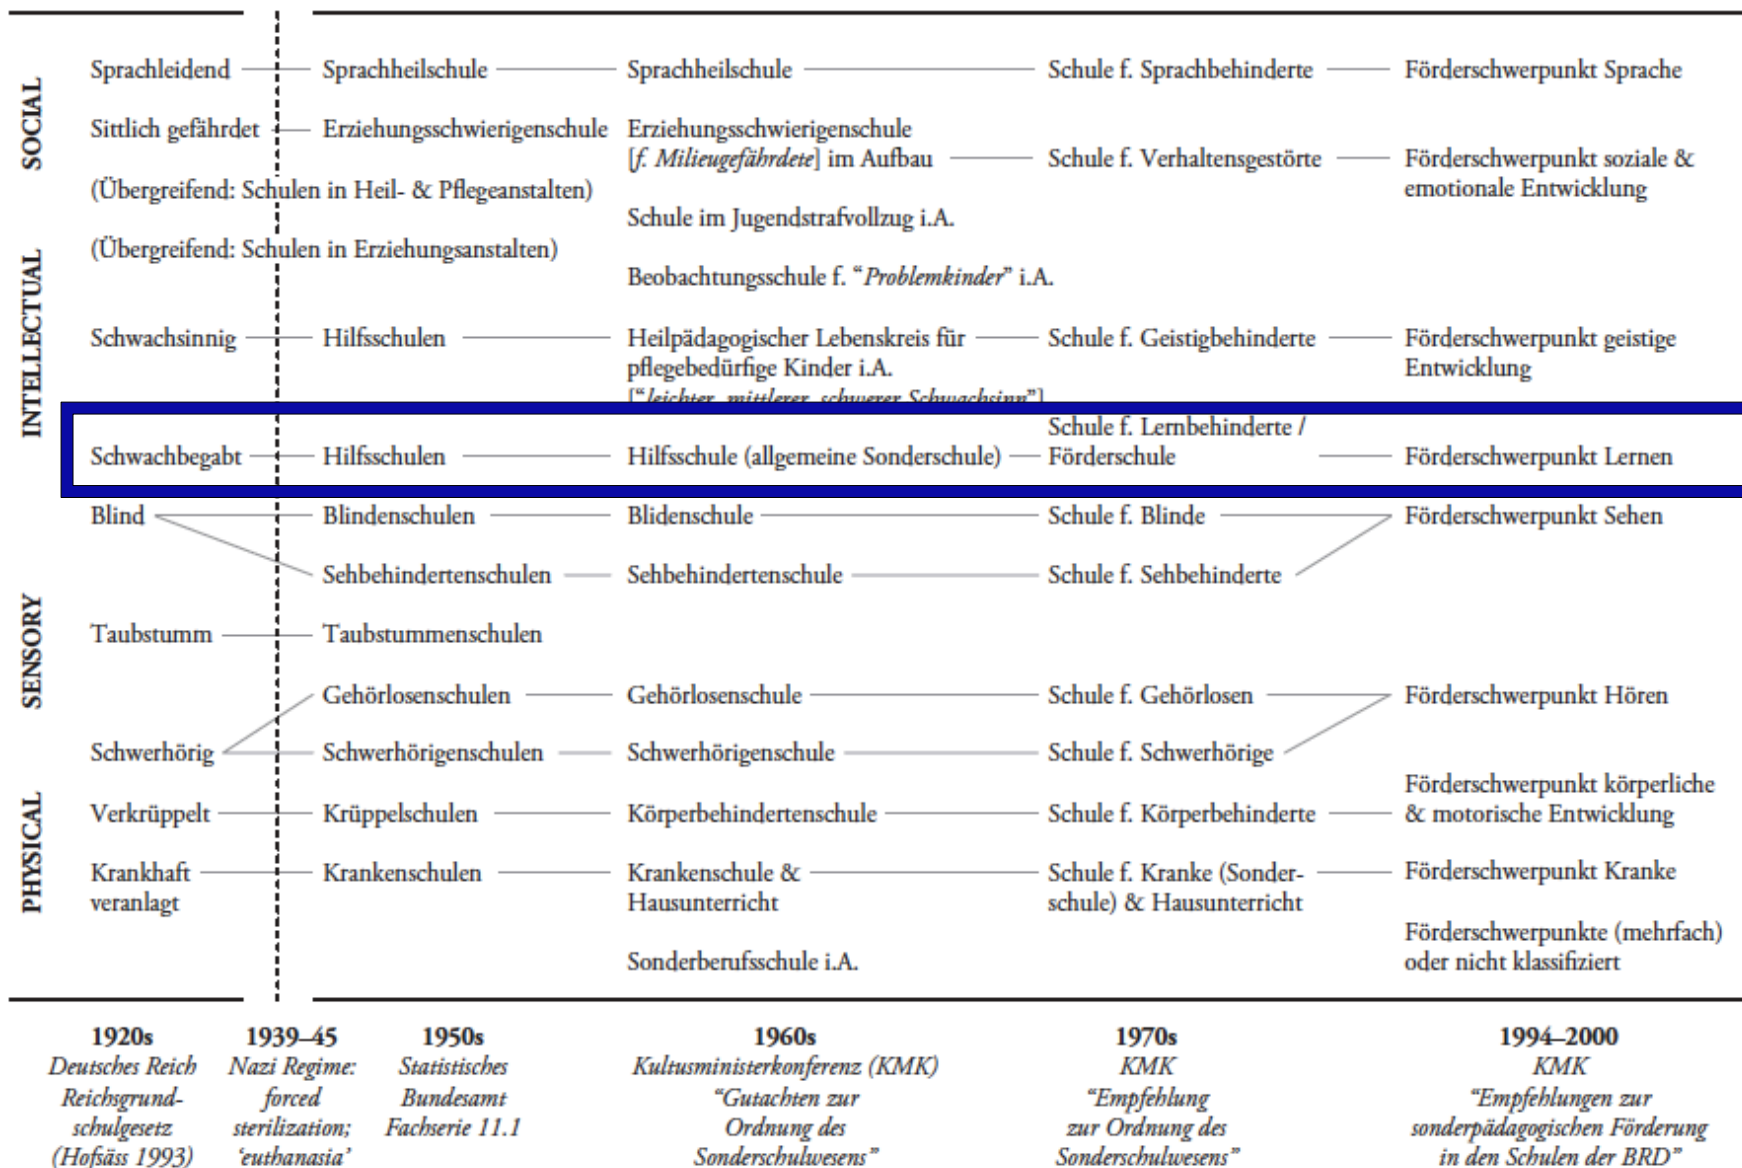 SOCIAL
Sprachleidend Sprachheilschule Sprachheilschule Schule f. Sprachbehinderte Förderschwerpunkt Sprache
Sittlich gefährdet Erziehungsschwierigenschule Erziehungsschwierigenschule
[f. Milieugefährdete] im Aufbau Schule f. Verhaltensgestörte Förderschwerpunkt soziale &
emotionale Entwicklung
(Übergreifend: Schulen in Heil- & Pflegeanstalten)
Schule im Jugendstrafvollzug i.A.
(Übergreifend: Schulen in Erziehungsanstalten)
Beobachtungsschule f. “Problemkinder” i.A.
INTELLECTUAL
Schwachsinnig Hilfsschulen Heilpädagogischer Lebenskreis für Schule f. Geistigbehinderte Förderschwerpunkt geistige
pflegebedürfige Kinder i.A. Entwicklung
[“leichter, mittlerer, schwerer Schwachsinn”]
Schule f. Lernbehinderte /
Schwachbegabt Hilfsschulen Hilfsschule (allgemeine Sonderschule) Förderschule Förderschwerpunkt Lernen
SENSORY
Blind Blindenschulen Blidenschule Schule f. Blinde Förderschwerpunkt Sehen
Sehbehindertenschulen Sehbehindertenschule Schule f. Sehbehinderte
Taubstumm Taubstummenschulen
Gehörlosenschulen Gehörlosenschule Schule f. Gehörlosen Förderschwerpunkt Hören
Schwerhörig Schwerhörigenschulen Schwerhörigenschule Schule f. Schwerhörige
PHYSICAL
Förderschwerpunkt körperliche
Verkrüppelt Krüppelschulen Körperbehindertenschule Schule f. Körperbehinderte & motorische Entwicklung
Krankhaft Krankenschulen Krankenschule & Schule f. Kranke (Sonder- Förderschwerpunkt Kranke
veranlagt Hausunterricht schule) & Hausunterricht
Förderschwerpunkte (mehrfach)
Sonderberufsschule i.A. oder nicht klassifiziert
1920s 1939–45 1950s 1960s 1970s 1994–2000
Deutsches Reich Nazi Regime: Statistisches Kultusministerkonferenz (KMK) KMK KMK
Reichsgrund- forced Bundesamt “Gutachten zur “Empfehlung “Empfehlungen zur
schulgesetz sterilization; Fachserie 11.1 Ordnung des zur Ordnung des sonderpädagogischen Förderung
(Hofsäss 1993) ‘euthanasia’ Sonderschulwesens” Sonderschulwesens” in den Schulen der BRD”